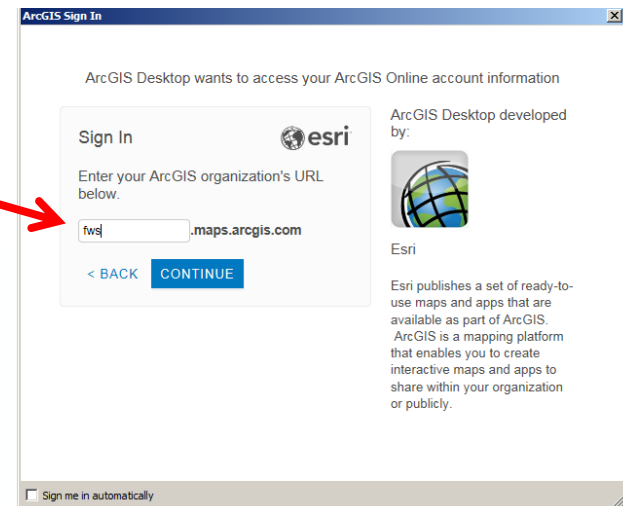 ArcGIS Sign In
ArcGIS Desktop wants to access your ArcGIS Online account information
Sign In
esri
Enter your ArcGIS organization's URL
below.
fws .maps.arcgis.com
< BACK CONTINUE
ArcGIS Desktop developed
by:
Esri
Esri publishes a set of ready-to-
use maps and apps that are
available as part of ArcGIS.
ArcGIS is a mapping platform
that enables you to create
interactive maps and apps to
share within your organization
or publicly.
Sign me in automatically